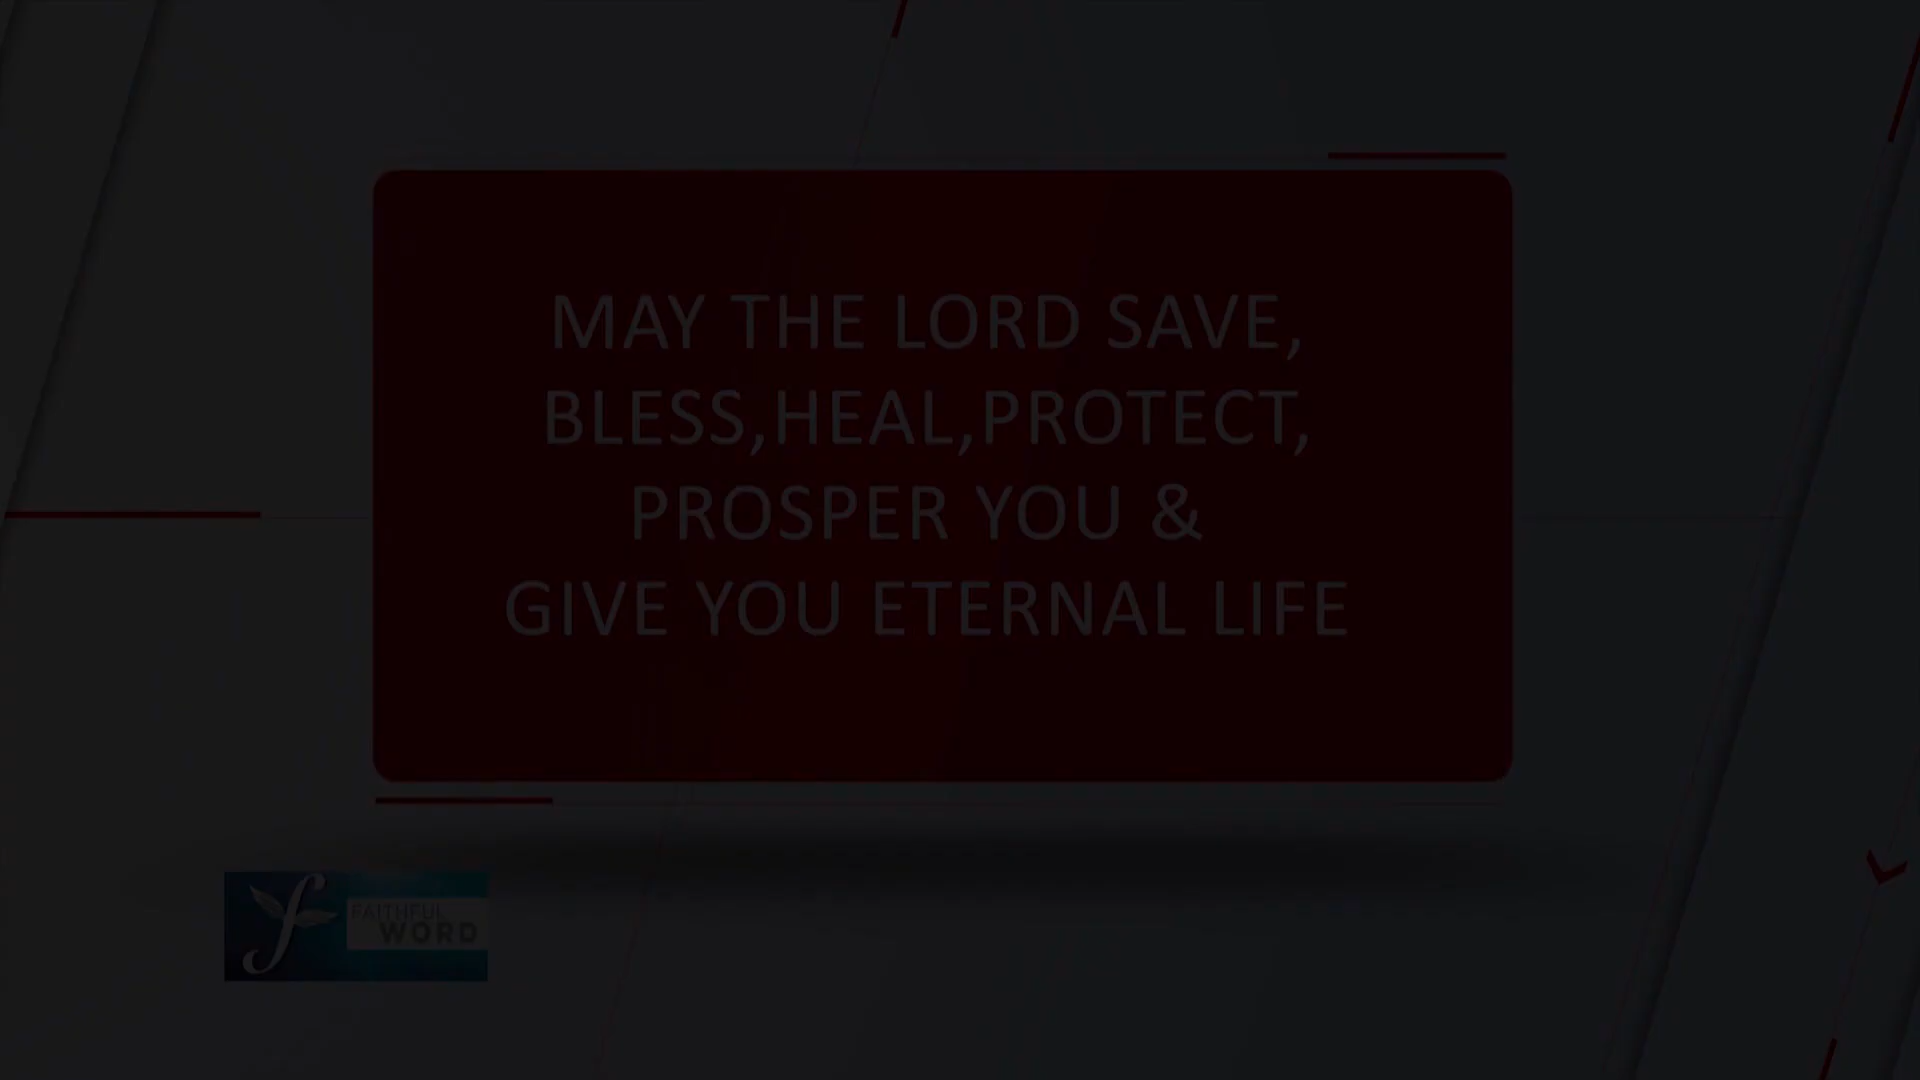 MAY THE LORD SAVE,
BLESS,HEAL,PROTECT,
PROSPER YOU &
GIVE YOU ETERNAL LIFE
FAITHFUL
WORD